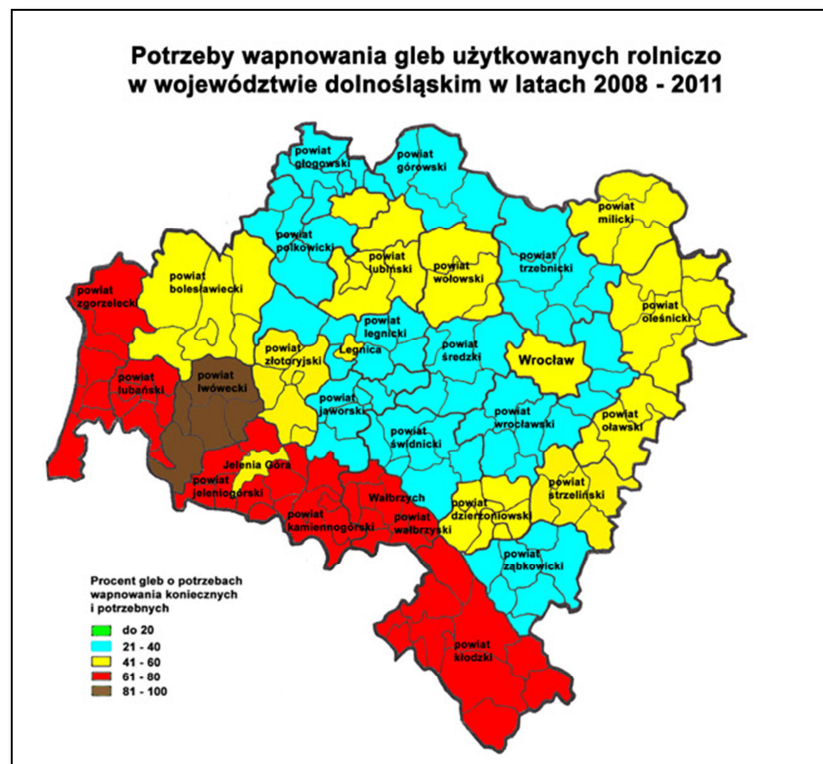 Potrzeby wapnowania gleb użytkowanych rolniczo
w województwie dolnośląskim w latach 2008 - 2011
powiat
głogowski
powiat
górowski
powiat
milicki
powiat
polkowicki
powiat
lubiński
powiat
wołowski
powiat
trzebnicki
powiat
bolesławiecki
powiat
zgorzelecki
powiat
oleśnicki
powiat
legnicki
powiat
złotoryjski
Legnica
powiat
średzki
Wrocław
powiat
lubański
powiat
lwówecki
powiat
jaworski
powiat
świdnicki
powiat
wrocławski
powiat
oławski
Jelenia Góra
powiat
jeleniogórski
Wałbrzych
powiat
kamiennogórski
powiat
wałbrzyski
powiat
dzierżoniowski
powiat
strzeliński
powiat
ząbkowicki
powiat
kłodzki
Procent gleb o potrzebach
wapnowania koniecznych
i potrzebnych
do 20
21 - 40
41 - 60
61 - 80
81 - 100